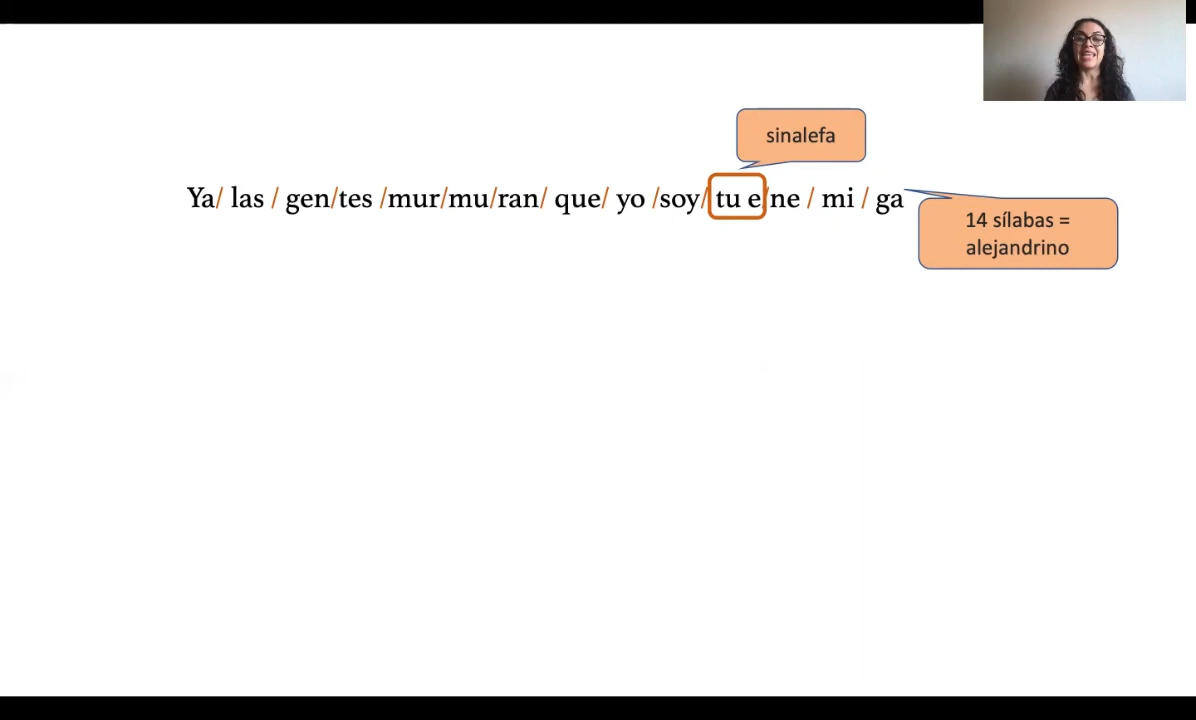 sinalefa
Ya/ las / gen/tes /mur/mu/ran/ que/ yo /soy/ tu e/ne / mi / ga
14 sílabas =
alejandrino